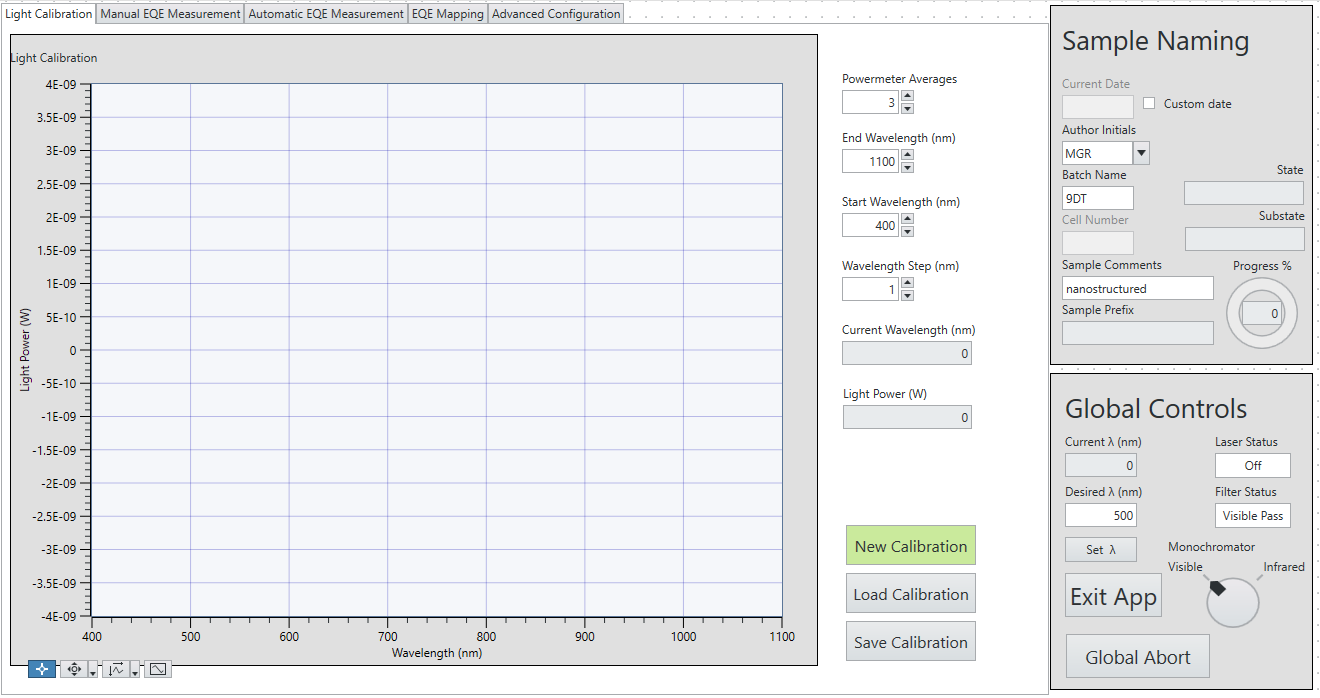 Light Calibration
Manual EQE Measurement
Automatic EQE Measurement
EQE Mapping
Advanced Configuration
Light Calibration
4E-09
3.5E-09
3E-09
2.5E-09
2E-09
1.5E-09
1E-09
5E-10
0
-5E-10
-1E-09
-1.5E-09
-2E-09
-2.5E-09
-3E-09
-3.5E-09
-4E-09
Light Power (W)
400
500
600
700
800
900
1000
1100
Wavelength (nm)
Powermeter Averages
3
End Wavelength (nm)
1100
Start Wavelength (nm)
400
Wavelength Step (nm)
1
Current Wavelength (nm)
0
Light Power (W)
0
New Calibration
Load Calibration
Save Calibration
Sample Naming
Current Date
Custom date
Author Initials
MGR
Batch Name
State
9DT
Cell Number
Substate
Sample Comments
Progress %
nanostructured
Sample Prefix
0
Global Controls
Current λ (nm)
Laser Status
0
Off
Desired λ (nm)
Filter Status
500
Visible Pass
Set λ
Monochromator
Visible
Infrared
Exit App
Global Abort